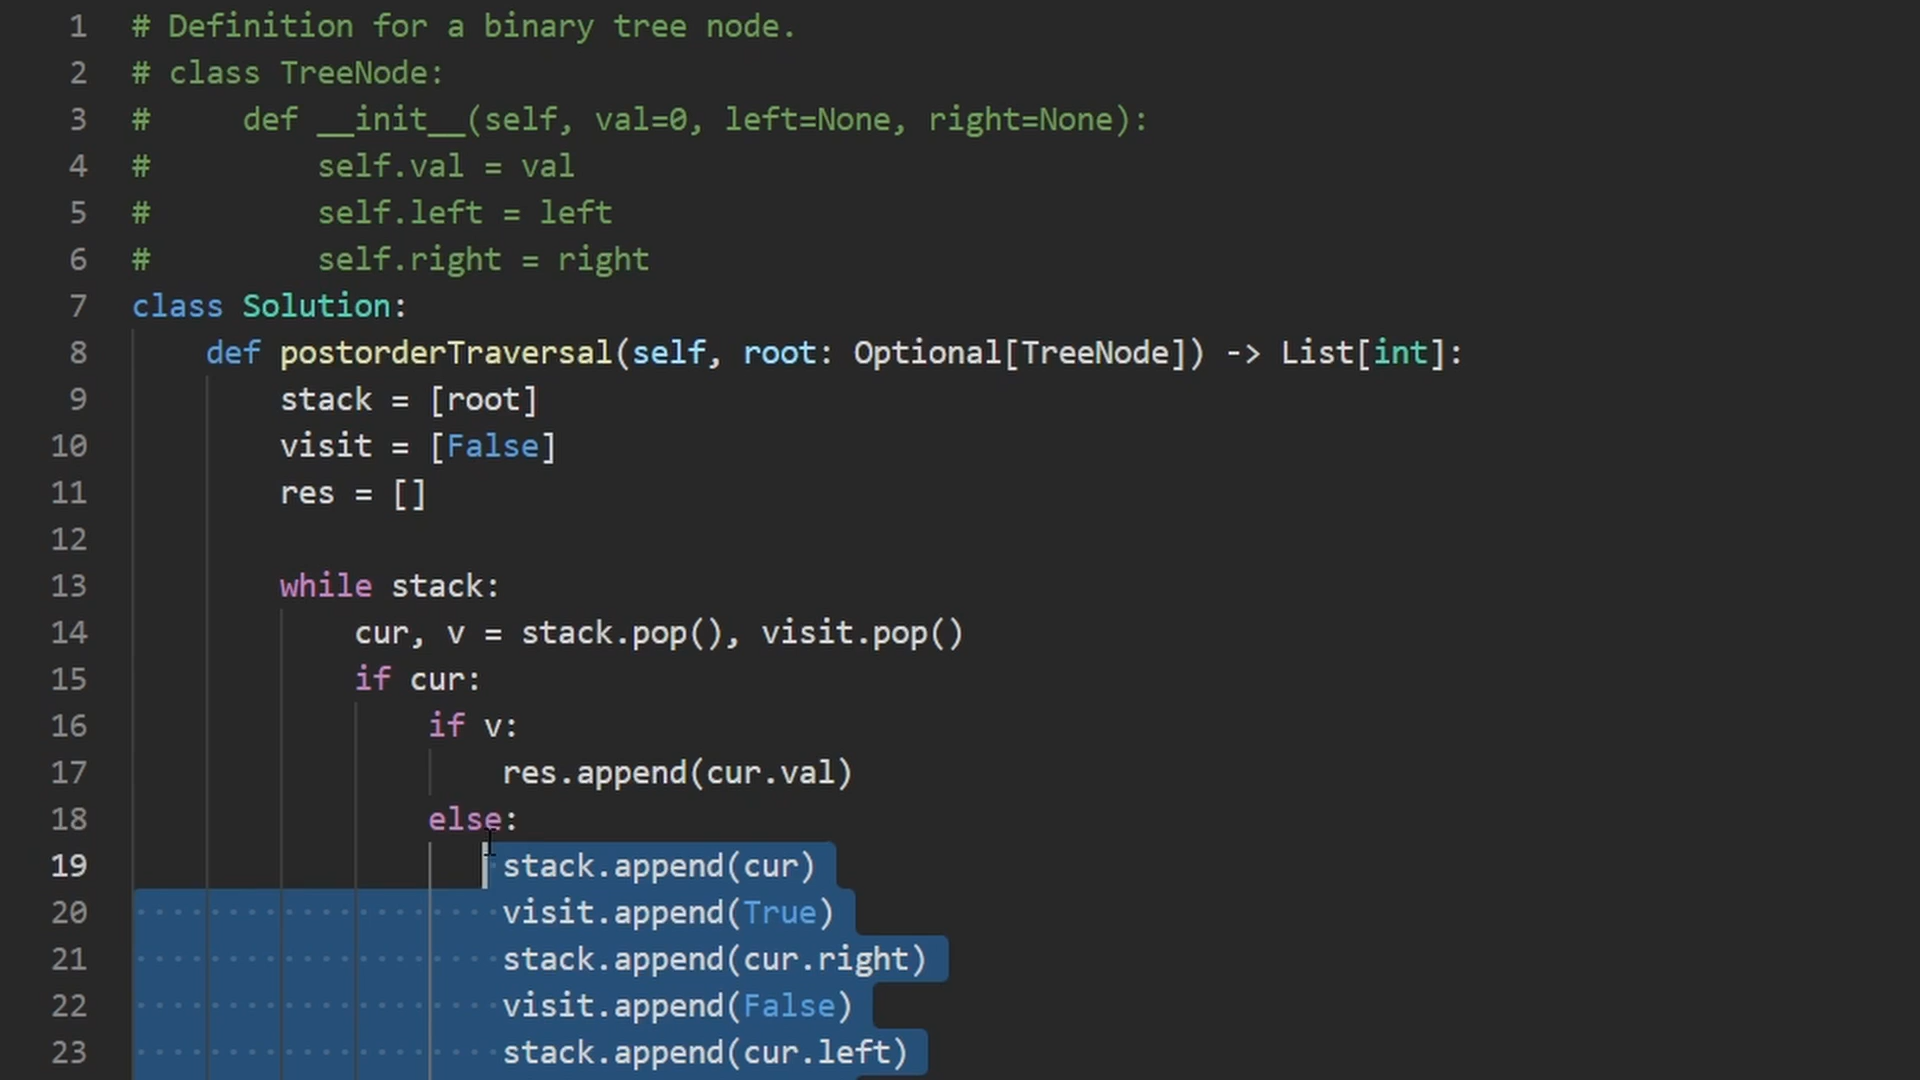 1 # Definition for a binary tree node.
2 # class TreeNode:
3 #     def __init__(self, val=0, left=None, right=None):
4 #         self.val = val
5 #         self.left = left
6 #         self.right = right
7 class Solution:
8     def postorderTraversal(self, root: Optional[TreeNode]) -> List[int]:
9         stack = [root]
10         visit = [False]
11         res = []
12
13         while stack:
14             cur, v = stack.pop(), visit.pop()
15             if cur:
16                 if v:
17                     res.append(cur.val)
18                 else:
19                     stack.append(cur)
20                     visit.append(True)
21                     stack.append(cur.right)
22                     visit.append(False)
23                     stack.append(cur.left)